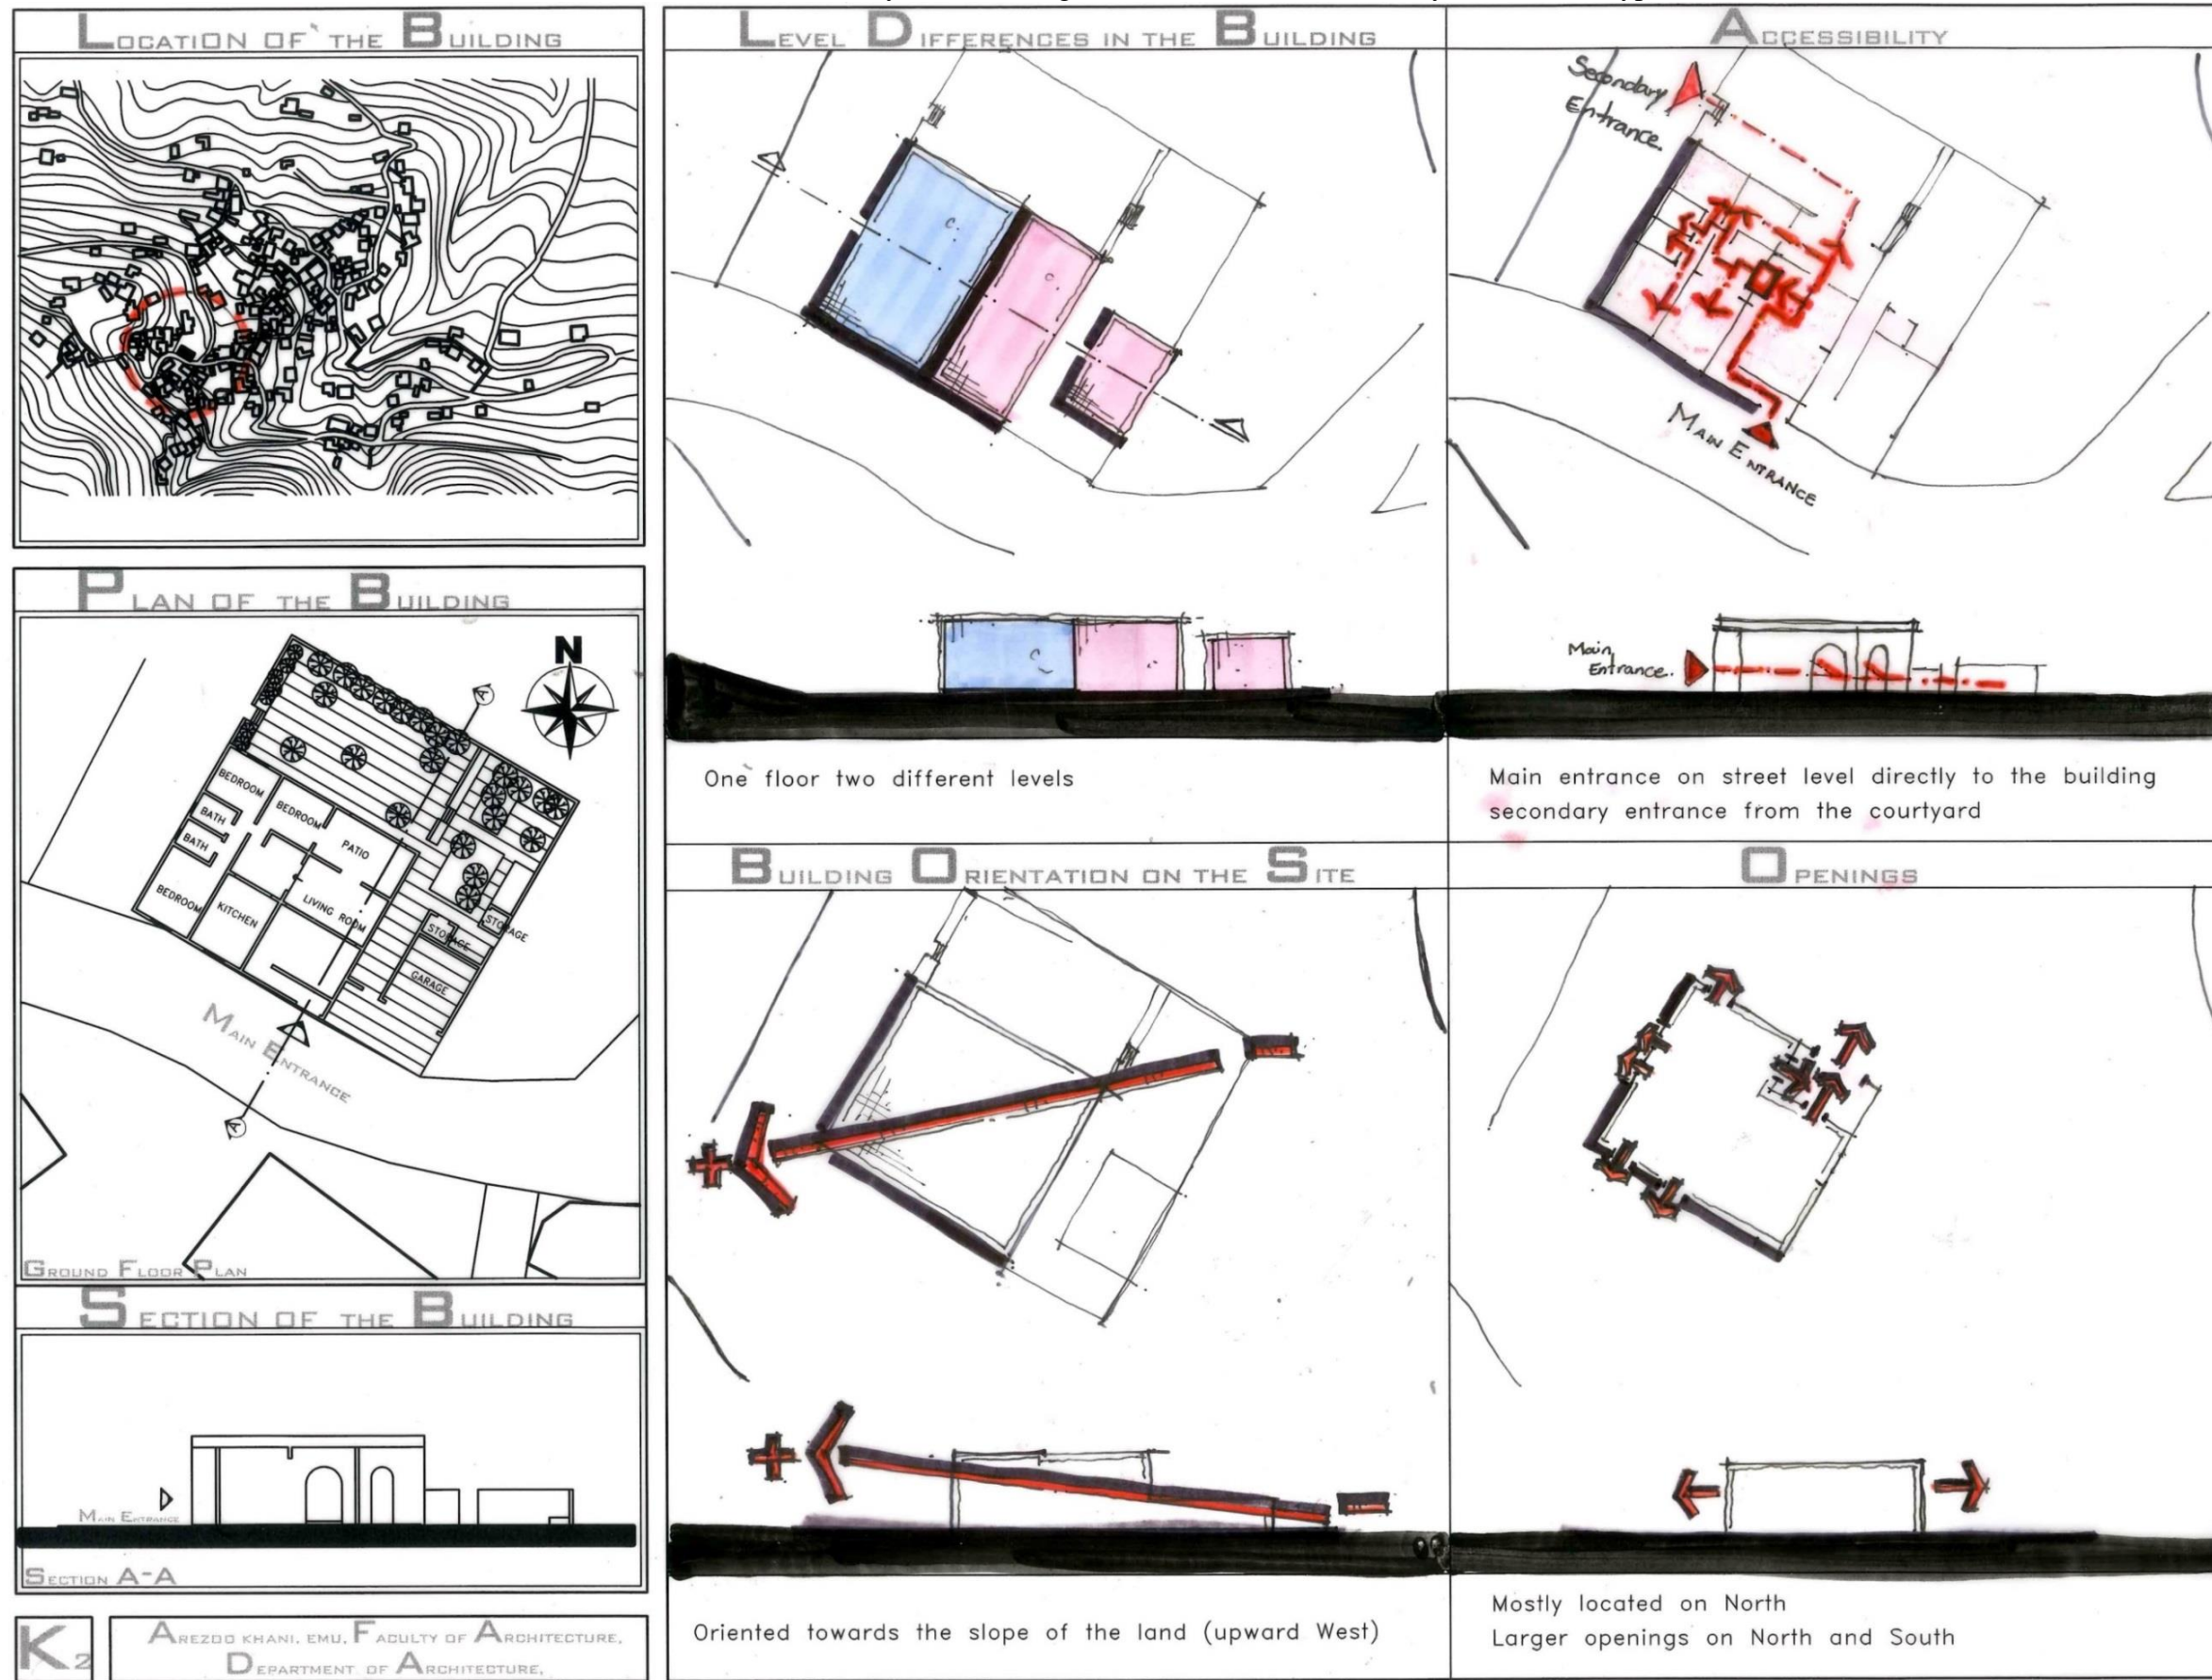 LOCATION OF THE BUILDING
PLAN OF THE BUILDING
N
A
BEDROOM
BEDROOM
BATH
PATIO
BATH
BEDROOM
KITCHEN
LIVING ROOM
STORAGE
STORAGE
GARAGE
MAIN ENTRANCE
A
GROUND FLOOR PLAN
SECTION OF THE BUILDING
MAIN ENTRANCE
SECTION A-A
K2
AREZOO KHANI, EMU, FACULTY OF ARCHITECTURE,
DEPARTMENT OF ARCHITECTURE,
LEVEL DIFFERENCES IN THE BUILDING
One floor two different levels
ACCESSIBILITY
Secondary
Entrance.
MAIN ENTRANCE
Main
Entrance.
Main entrance on street level directly to the building
secondary entrance from the courtyard
BUILDING ORIENTATION ON THE SITE
Oriented towards the slope of the land (upward West)
OPENINGS
Mostly located on North
Larger openings on North and South